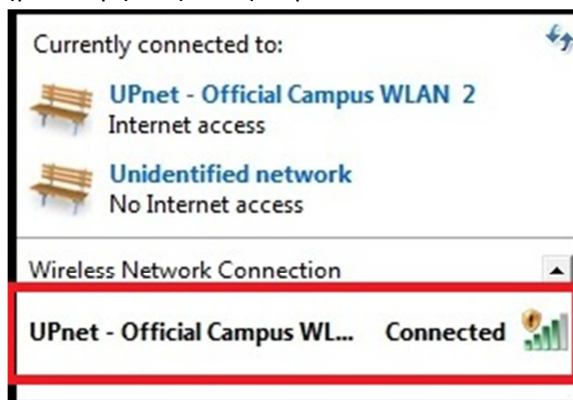 Currently connected to:
UPnet - Official Campus WLAN 2
Internet access
Unidentified network
No Internet access
Wireless Network Connection
UPnet - Official Campus WL... Connected